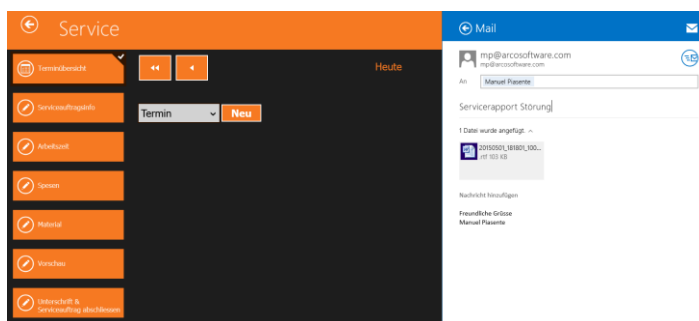 Service
Terminübersicht
Serviceauftragsinfo
Arbeitszeit
Spesen
Material
Vorschau
Unterschrift &
Serviceauftrag abschliessen
Heute
Termin
Neu
Mail
mp@arcosoftware.com
mp@arcosoftware.com
An
Manuel Piasente
Servicerapport Störung
1 Datei wurde angefügt.
20150501_181801_100...
.rtf 103 KB
Nachricht hinzufügen
Freundliche Grüsse
Manuel Piasente